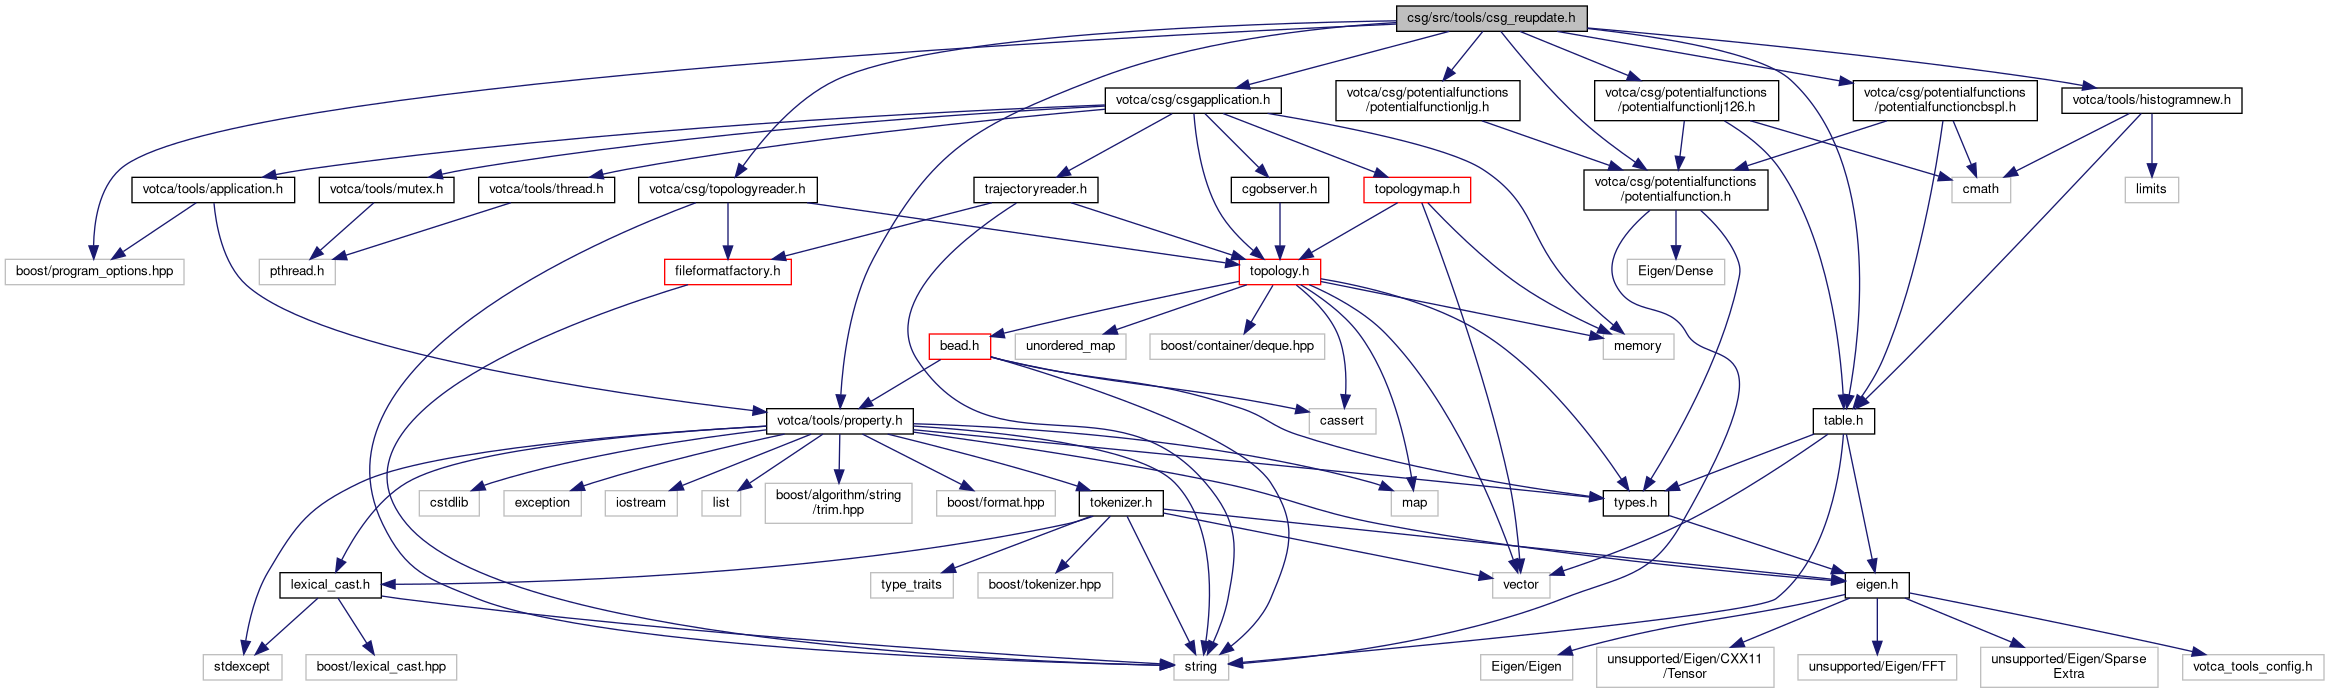 csg/src/tools/csg_reupdate.h
votca/csg/csgapplication.h
votca/csg/potentialfunctions
/potentialfunctionljg.h
votca/csg/potentialfunctions
/potentialfunctionlj126.h
votca/csg/potentialfunctions
/potentialfunctioncbspl.h
votca/tools/histogramnew.h
votca/tools/application.h
votca/tools/mutex.h
votca/tools/thread.h
votca/csg/topologyreader.h
trajectoryreader.h
cgobserver.h
topologymap.h
votca/csg/potentialfunctions
/potentialfunction.h
cmath
limits
boost/program_options.hpp
pthread.h
fileformatfactory.h
topology.h
Eigen/Dense
bead.h
unordered_map
boost/container/deque.hpp
memory
votca/tools/property.h
cassert
table.h
cstdlib
exception
iostream
list
boost/algorithm/string
/trim.hpp
boost/format.hpp
tokenizer.h
map
types.h
lexical_cast.h
type_traits
boost/tokenizer.hpp
vector
eigen.h
stdexcept
boost/lexical_cast.hpp
string
Eigen/Eigen
unsupported/Eigen/CXX11
/Tensor
unsupported/Eigen/FFT
unsupported/Eigen/Sparse
Extra
votca_tools_config.h